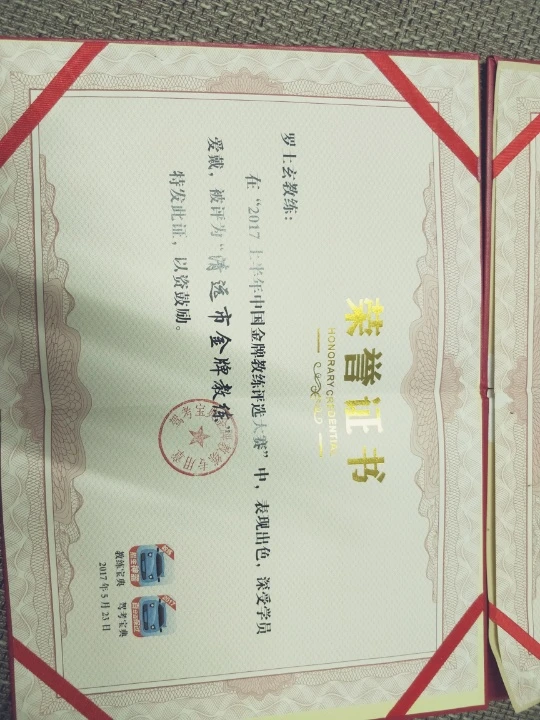 荣誉证书
HONORARY CREDENTIAL
罗士玄教练:
在“2017上半年中国金牌教练评选大赛”中,表现出色,深受学员
爱戴,被评为“清远市金牌教练”
特发此证,以资鼓励。
教练宝典 驾考宝典
2017年5月23日